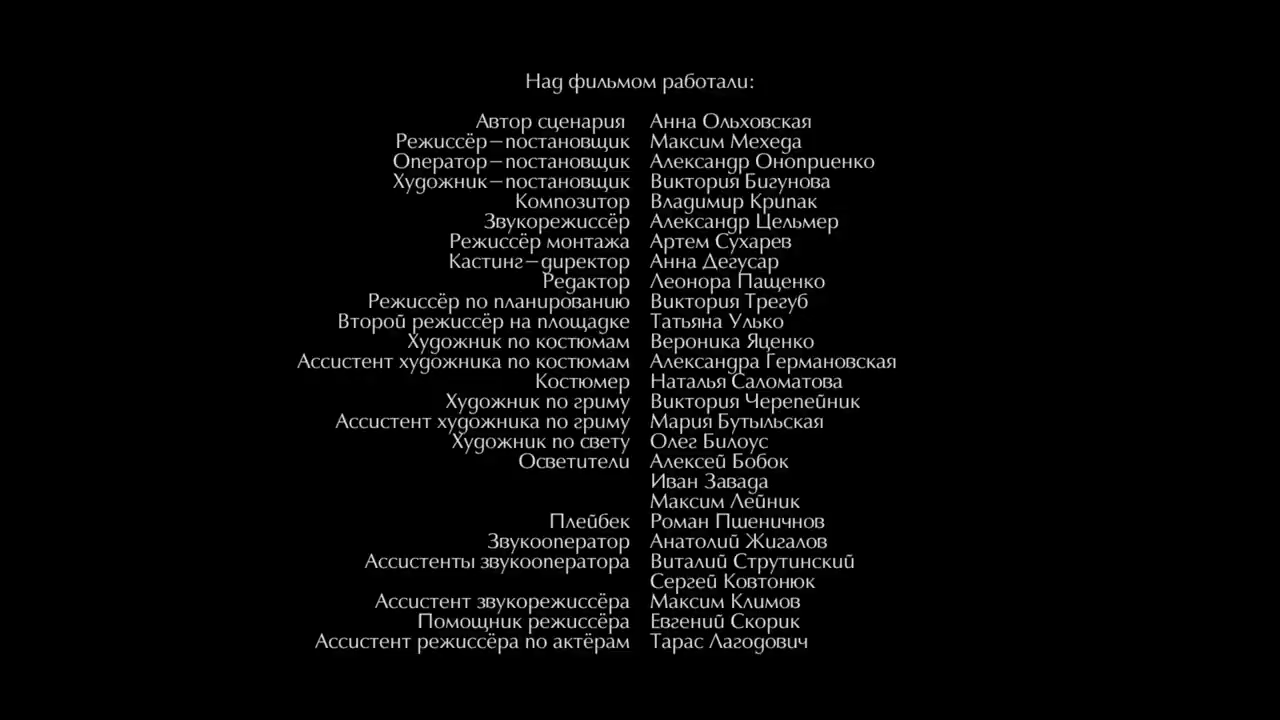 Над фильмом работали:
Автор сценария Анна Ольховская
Режиссёр–постановщик Максим Мехеда
Оператор–постановщик Александр Оноприенко
Художник–постановщик Виктория Бигунова
Композитор Владимир Крипак
Звукорежиссёр Александр Цельмер
Режиссёр монтажа Артем Сухарев
Кастинг–директор Анна Дегусар
Редактор Леонора Пащенко
Режиссёр по планированию Виктория Трегуб
Второй режиссёр на площадке Татьяна Улько
Художник по костюмам Вероника Яценко
Ассистент художника по костюмам Александра Германовская
Костюмер Наталья Саломатова
Художник по гриму Виктория Черепейник
Ассистент художника по гриму Мария Бутыльская
Художник по свету Олег Билоус
Осветители Алексей Бобок
Иван Завада
Максим Лейник
Плейбек Роман Пшеничнов
Звукооператор Анатолий Жигалов
Ассистенты звукооператора Виталий Струтинский
Сергей Ковтонюк
Ассистент звукорежиссёра Максим Климов
Помощник режиссёра Евгений Скорик
Ассистент режиссёра по актёрам Тарас Лагодович